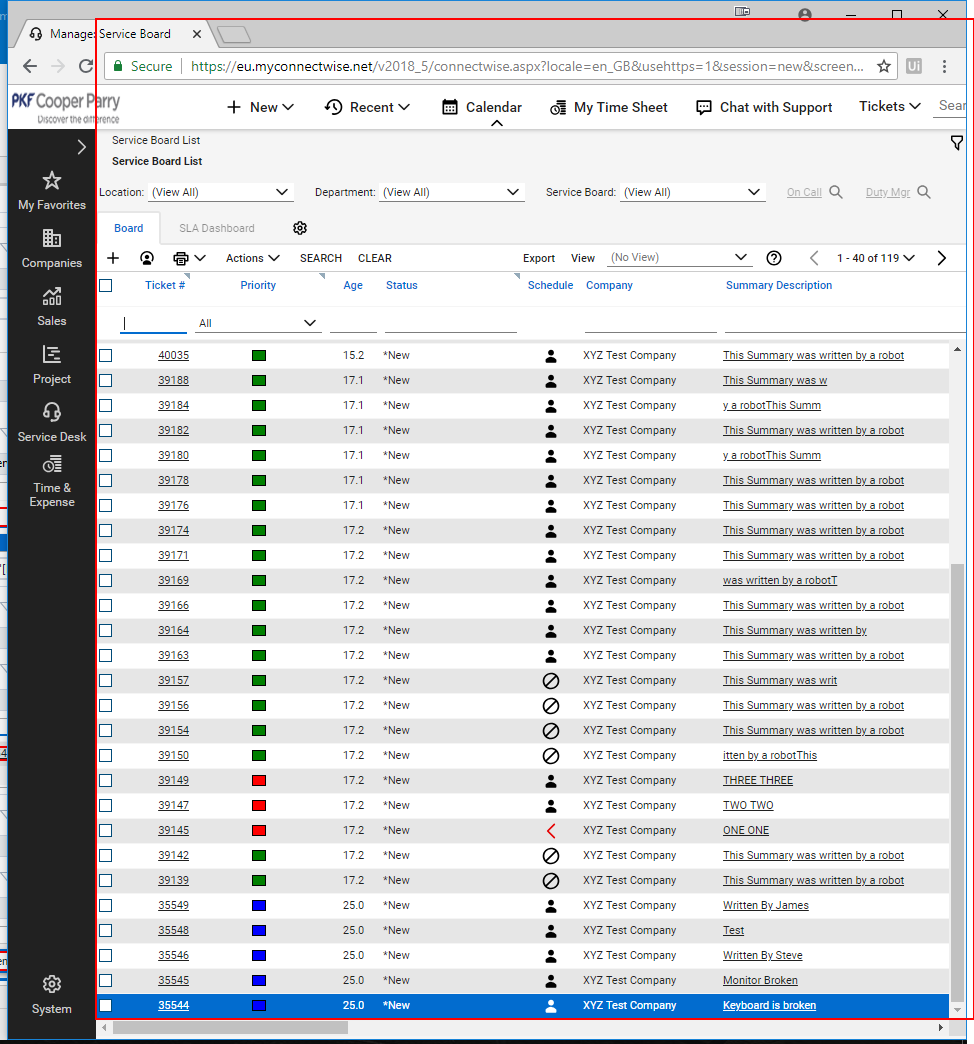 Manage: Service Board
Secure https://eu.myconnectwise.net/v2018_5/connectwise.aspx?locale=en_GB&usehttps=1&session=new&screen...
PKF Cooper Parry
Discover the difference
New Recent Calendar My Time Sheet Chat with Support Tickets Sear
Service Board List
Service Board List
Location: (View All) Department: (View All) Service Board: (View All) On Call Duty Mgr
Board SLA Dashboard
Actions SEARCH CLEAR Export View (No View) 1 - 40 of 119
Ticket # Priority Age Status Schedule Company Summary Description
All
40035 15.2 *New XYZ Test Company This Summary was written by a robot
39188 17.1 *New XYZ Test Company This Summary was w
39184 17.1 *New XYZ Test Company y a robotThis Summ
39182 17.1 *New XYZ Test Company This Summary was written by a robot
39180 17.1 *New XYZ Test Company y a robotThis Summ
39178 17.1 *New XYZ Test Company This Summary was written by a robot
39176 17.1 *New XYZ Test Company This Summary was written by a robot
39174 17.2 *New XYZ Test Company This Summary was written by a robot
39171 17.2 *New XYZ Test Company This Summary was written by a robot
39169 17.2 *New XYZ Test Company was written by a robotT
39166 17.2 *New XYZ Test Company This Summary was written by a robot
39164 17.2 *New XYZ Test Company This Summary was written by
39163 17.2 *New XYZ Test Company This Summary was written by a robot
39157 17.2 *New XYZ Test Company This Summary was writ
39156 17.2 *New XYZ Test Company This Summary was written by a robot
39154 17.2 *New XYZ Test Company This Summary was written by a robot
39150 17.2 *New XYZ Test Company itten by a robotThis
39149 17.2 *New XYZ Test Company THREE THREE
39147 17.2 *New XYZ Test Company TWO TWO
39145 17.2 *New XYZ Test Company ONE ONE
39142 17.2 *New XYZ Test Company This Summary was written by a robot
39139 17.2 *New XYZ Test Company This Summary was written by a robot
35549 25.0 *New XYZ Test Company Written By James
35548 25.0 *New XYZ Test Company Test
35546 25.0 *New XYZ Test Company Written By Steve
35545 25.0 *New XYZ Test Company Monitor Broken
35544 25.0 *New XYZ Test Company Keyboard is broken
My Favorites
Companies
Sales
Project
Service Desk
Time &
Expense
System